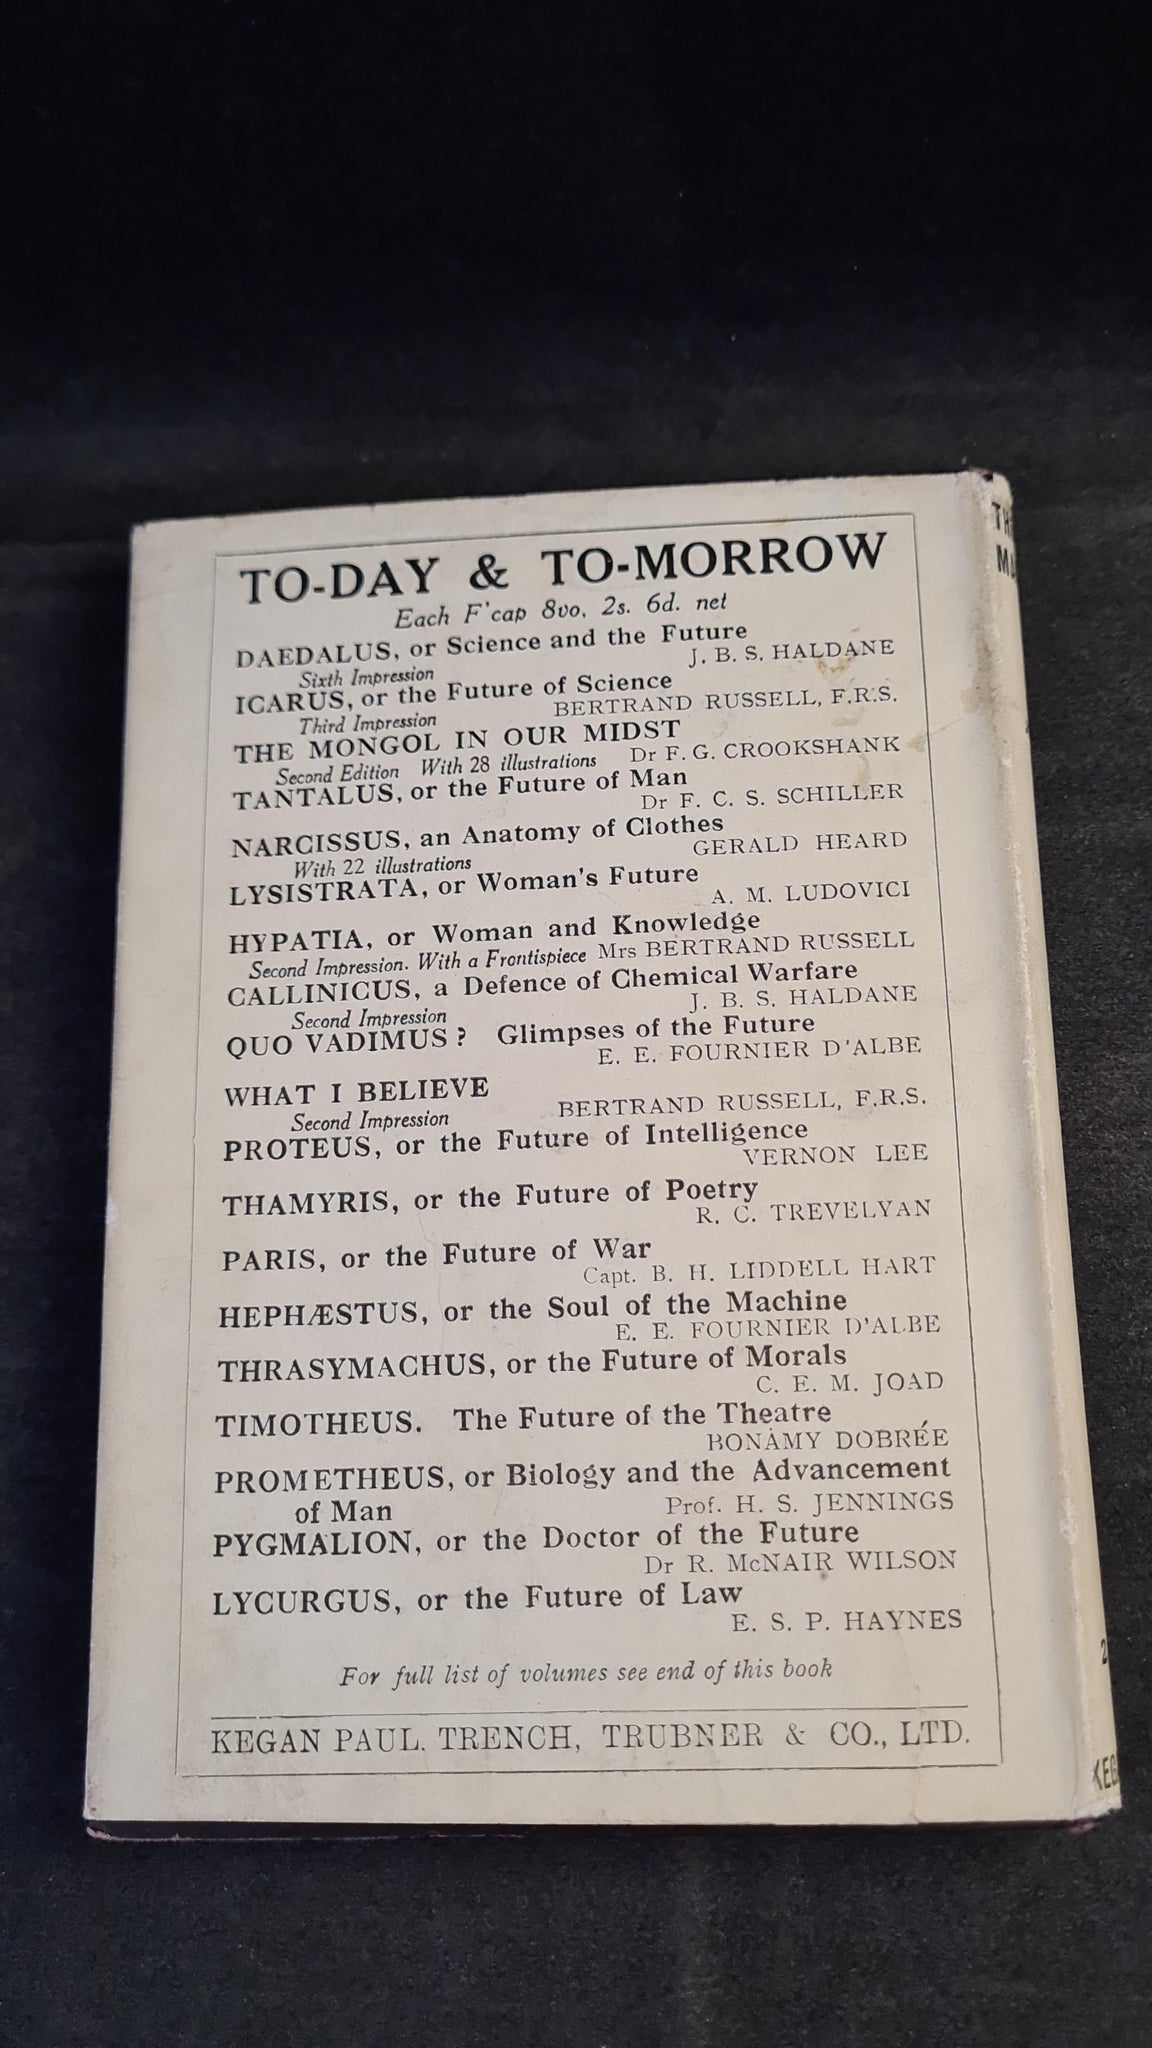 TO-DAY & TO-MORROW
Each F'cap 8vo, 2s. 6d. net
DAEDALUS, or Science and the Future
Sixth Impression J. B. S. HALDANE
ICARUS, or the Future of Science
Third Impression BERTRAND RUSSELL, F.R.S.
THE MONGOL IN OUR MIDST
Second Edition With 28 illustrations Dr F. G. CROOKSHANK
TANTALUS, or the Future of Man
Dr F. C. S. SCHILLER
NARCISSUS, an Anatomy of Clothes
With 22 illustrations GERALD HEARD
LYSISTRATA, or Woman's Future
A. M. LUDOVICI
HYPATIA, or Woman and Knowledge
Second Impression. With a Frontispiece Mrs BERTRAND RUSSELL
CALLINICUS, a Defence of Chemical Warfare
Second Impression J. B. S. HALDANE
QUO VADIMUS? Glimpses of the Future
E. E. FOURNIER D'ALBE
WHAT I BELIEVE
Second Impression BERTRAND RUSSELL, F.R.S.
PROTEUS, or the Future of Intelligence
VERNON LEE
THAMYRIS, or the Future of Poetry
R. C. TREVELYAN
PARIS, or the Future of War
Capt. B. H. LIDDELL HART
HEPHÆSTUS, or the Soul of the Machine
E. E. FOURNIER D'ALBE
THRASYMACHUS, or the Future of Morals
C. E. M. JOAD
TIMOTHEUS. The Future of the Theatre
BONAMY DOBRÉE
PROMETHEUS, or Biology and the Advancement
of Man Prof. H. S. JENNINGS
PYGMALION, or the Doctor of the Future
Dr R. McNAIR WILSON
LYCURGUS, or the Future of Law
E. S. P. HAYNES
For full list of volumes see end of this book
KEGAN PAUL, TRENCH, TRUBNER & CO., LTD.